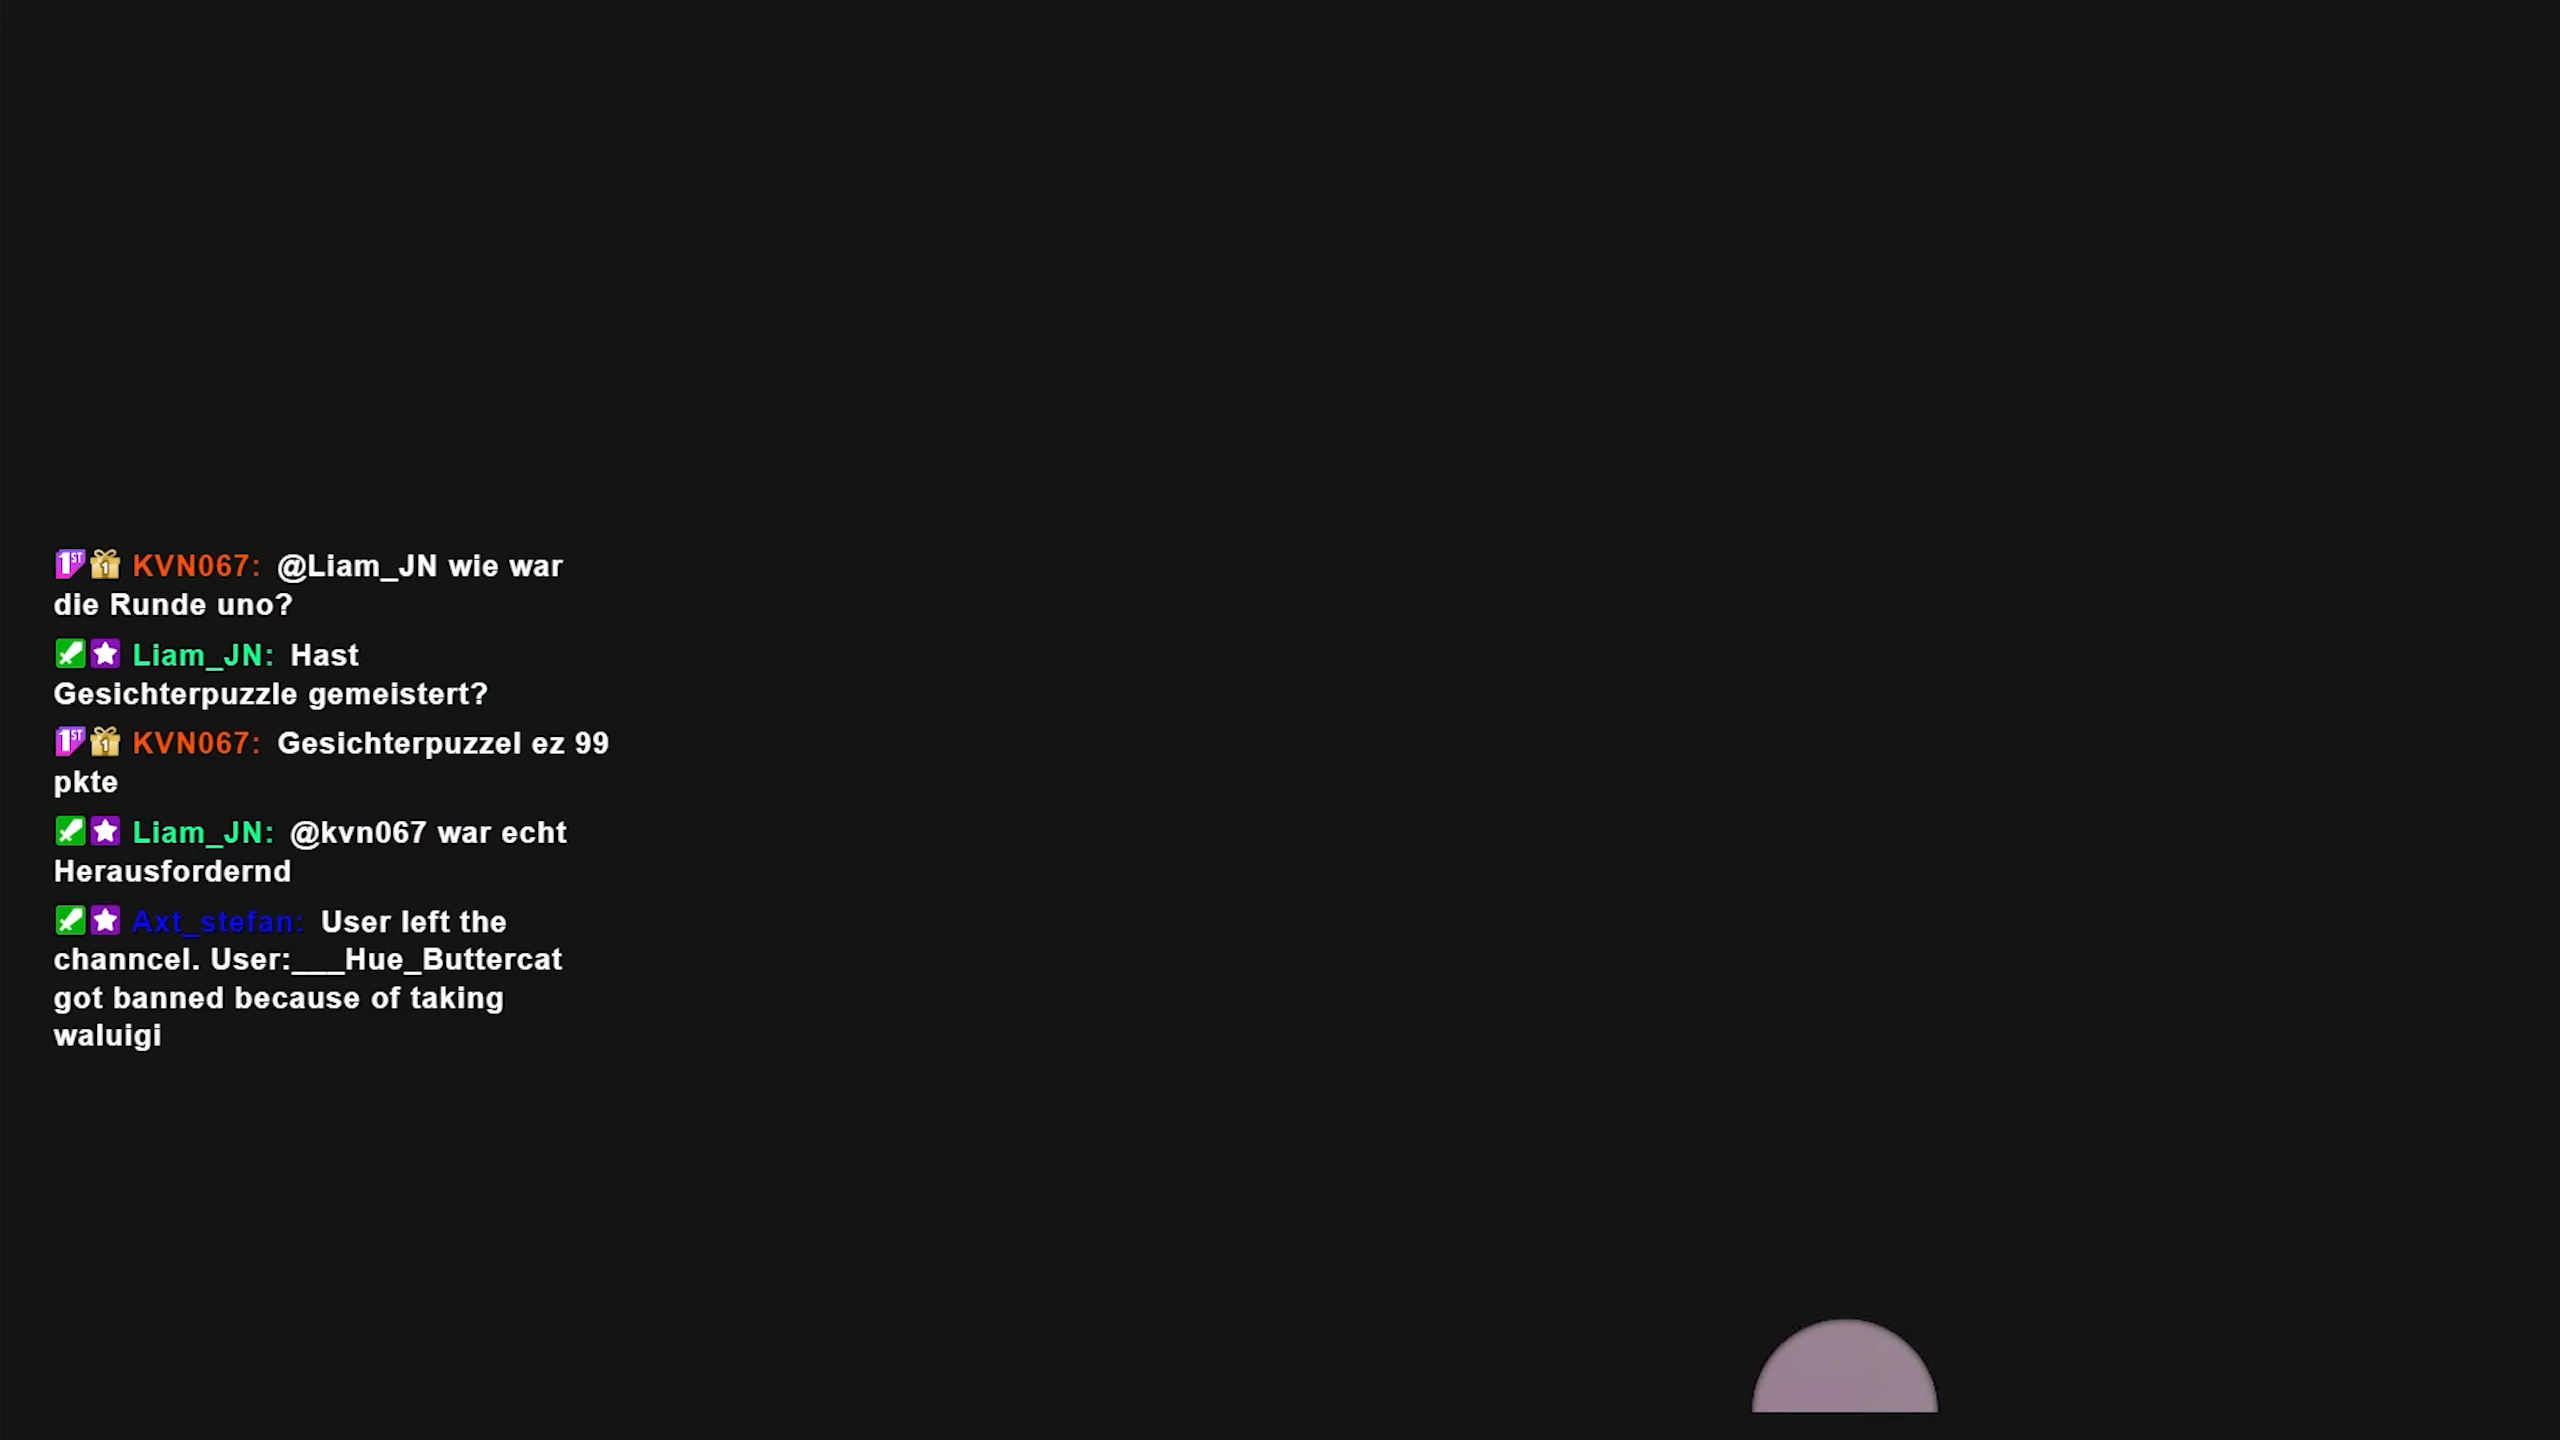 KVN067: @Liam_JN wie war
die Runde uno?
Liam_JN: Hast
Gesichterpuzzle gemeistert?
KVN067: Gesichterpuzzel ez 99
pkte
Liam_JN: @kvn067 war echt
Herausfordernd
Axt_stefan: User left the
channcel. User:___Hue_Buttercat
got banned because of taking
waluigi